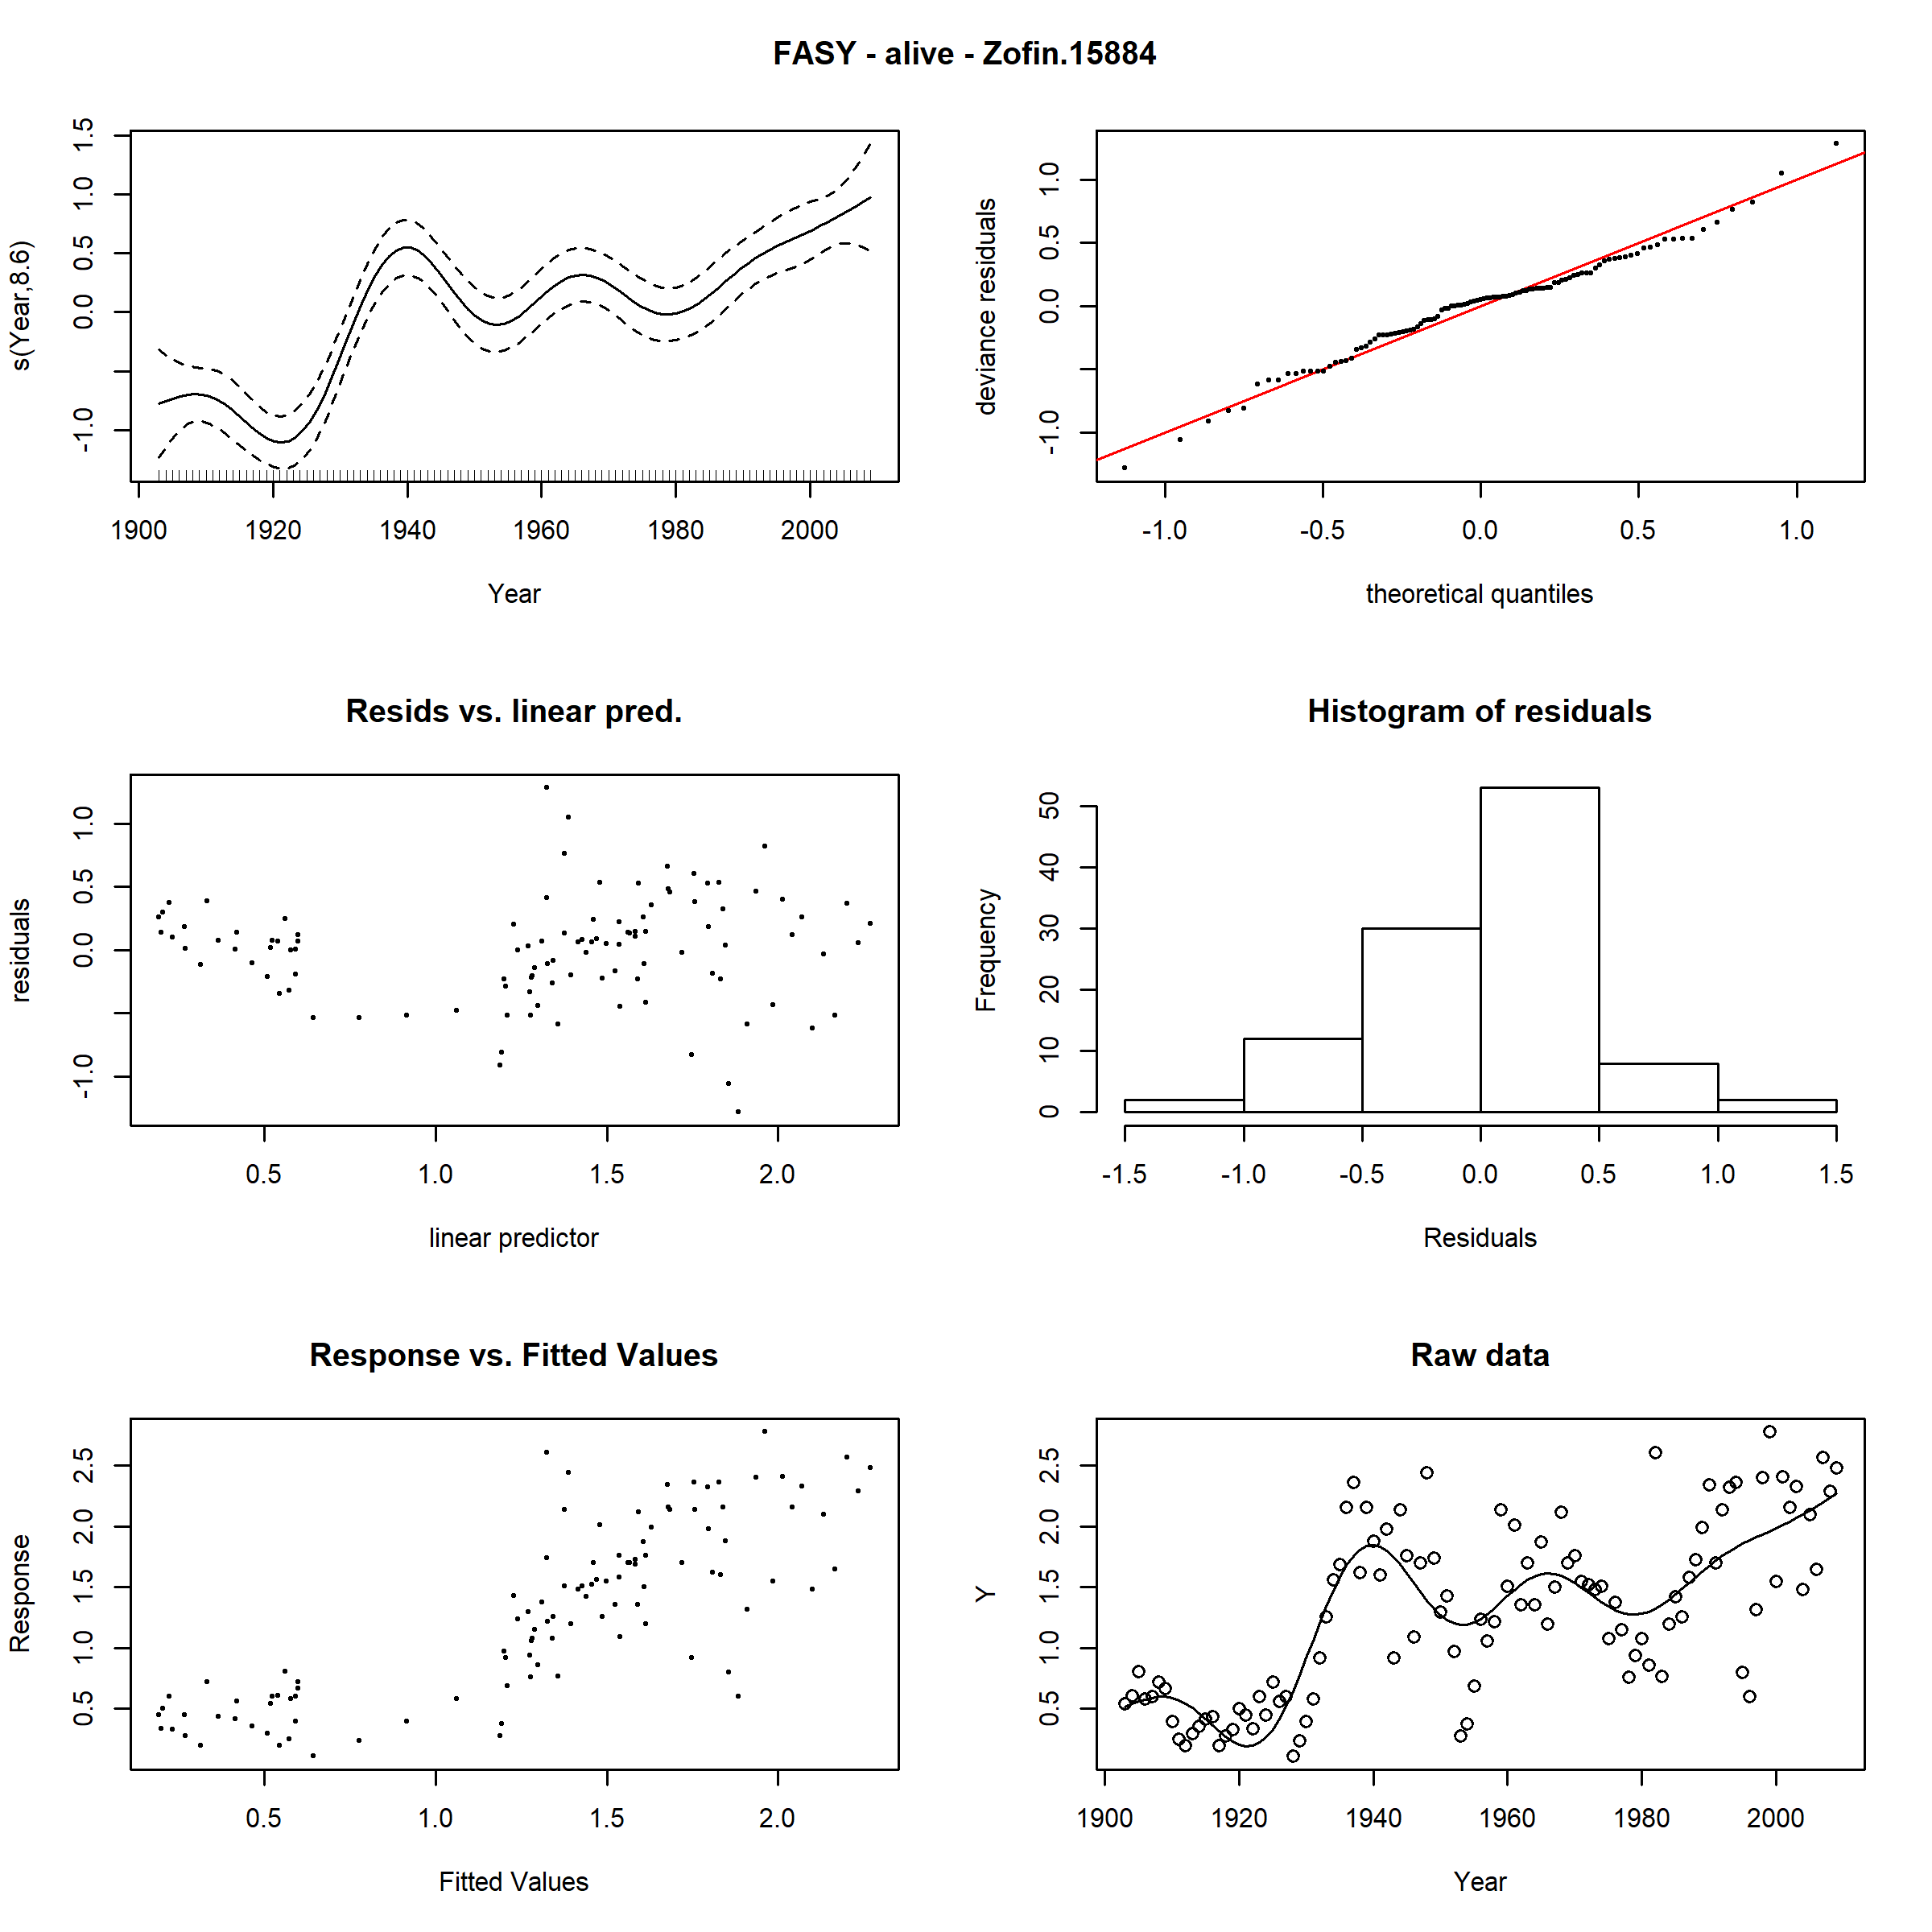 FASY - alive - Zofin.15884
s(Year,8.6)
-1.0 0.0 0.5 1.0 1.5
1900 1920 1940 1960 1980 2000
Year
deviance residuals
-1.0 0.0 0.5 1.0
-1.0 -0.5 0.0 0.5 1.0
theoretical quantiles
Resids vs. linear pred.
residuals
-1.0 0.0 0.5 1.0
0.5 1.0 1.5 2.0
linear predictor
Histogram of residuals
Frequency
0 10 20 30 40 50
-1.5 -1.0 -0.5 0.0 0.5 1.0 1.5
Residuals
Response vs. Fitted Values
Response
0.5 1.0 1.5 2.0 2.5
0.5 1.0 1.5 2.0
Fitted Values
Raw data
Y
0.5 1.0 1.5 2.0 2.5
1900 1920 1940 1960 1980 2000
Year